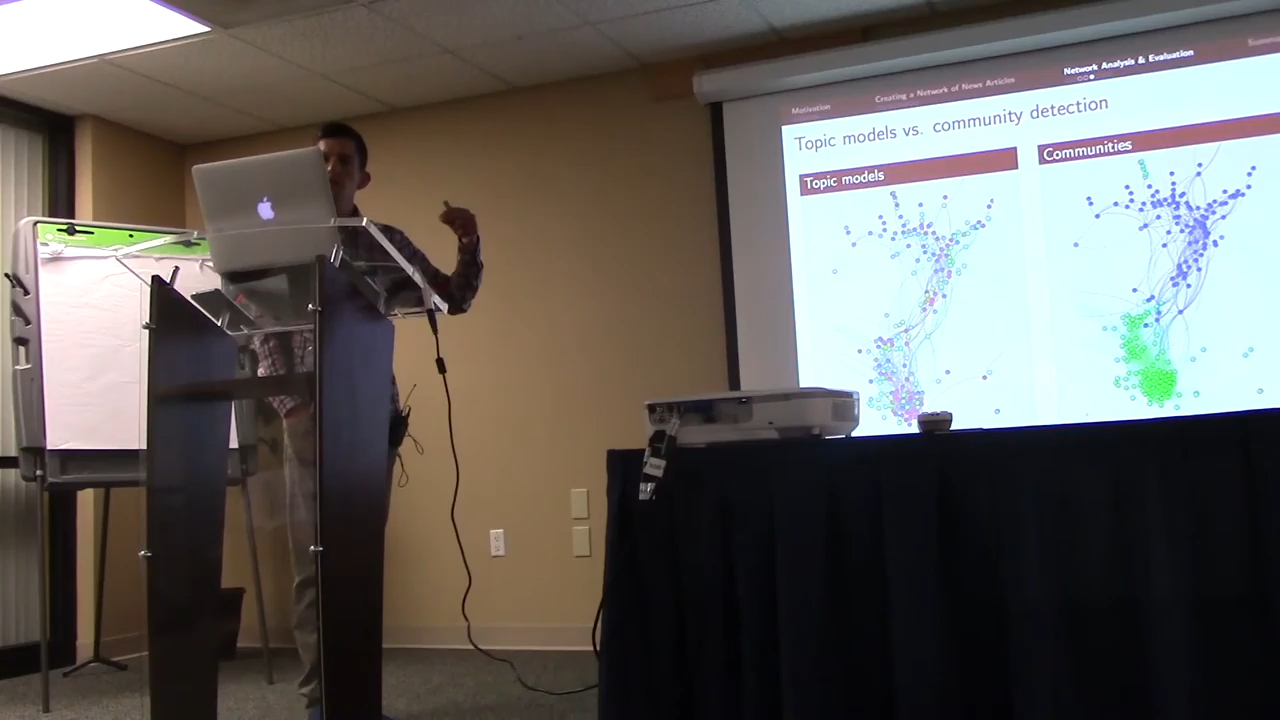 Motivation
Creating a Network of News Articles
Network Analysis & Evaluation
Topic models vs. community detection
Topic models
Communities